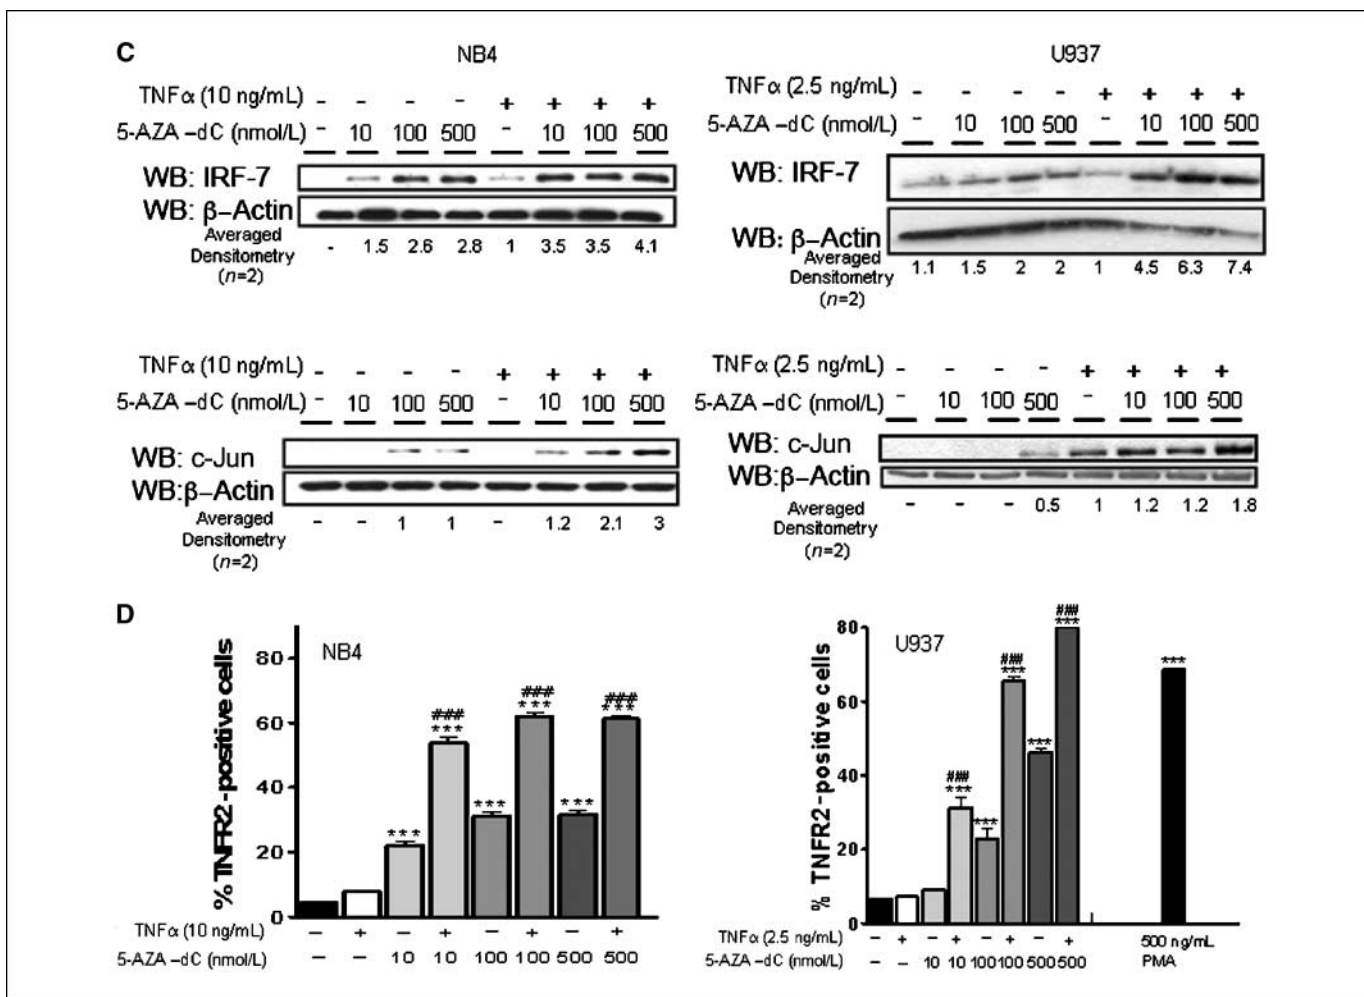 C
NB4
TNFα (10 ng/mL) - - - - + + + +
5-AZA –dC (nmol/L) - 10 100 500 - 10 100 500
WB: IRF-7
WB: β–Actin
Averaged
Densitometry
(n=2)
- 1.5 2.6 2.8 1 3.5 3.5 4.1
U937
TNFα (2.5 ng/mL) - - - - + + + +
5-AZA –dC (nmol/L) - 10 100 500 - 10 100 500
WB: IRF-7
WB: β–Actin
Averaged
Densitometry
(n=2)
1.1 1.5 2 2 1 4.5 6.3 7.4
TNFα (10 ng/mL) - - - - + + + +
5-AZA –dC (nmol/L) - 10 100 500 - 10 100 500
WB: c-Jun
WB:β–Actin
Averaged
Densitometry
(n=2)
- - 1 1 - 1.2 2.1 3
TNFα (2.5 ng/mL) - - - - + + + +
5-AZA –dC (nmol/L) - 10 100 500 - 10 100 500
WB: c-Jun
WB:β–Actin
Averaged
Densitometry
(n=2)
- - - 0.5 1 1.2 1.2 1.8
D
NB4
% TNFR2-positive cells
80
60
40
20
0
***
### ***
***
### ***
***
### ***
TNFα (10 ng/mL) – + – + – + – +
5-AZA –dC (nmol/L) – – 10 10 100 100 500 500
U937
% TNFR2-positive cells
80
60
40
20
0
### ***
***
### ***
***
### ***
***
TNFα (2.5 ng/mL) – + – + – + – +
5-AZA –dC (nmol/L) – – 10 10 100 100 500 500
500 ng/mL
PMA